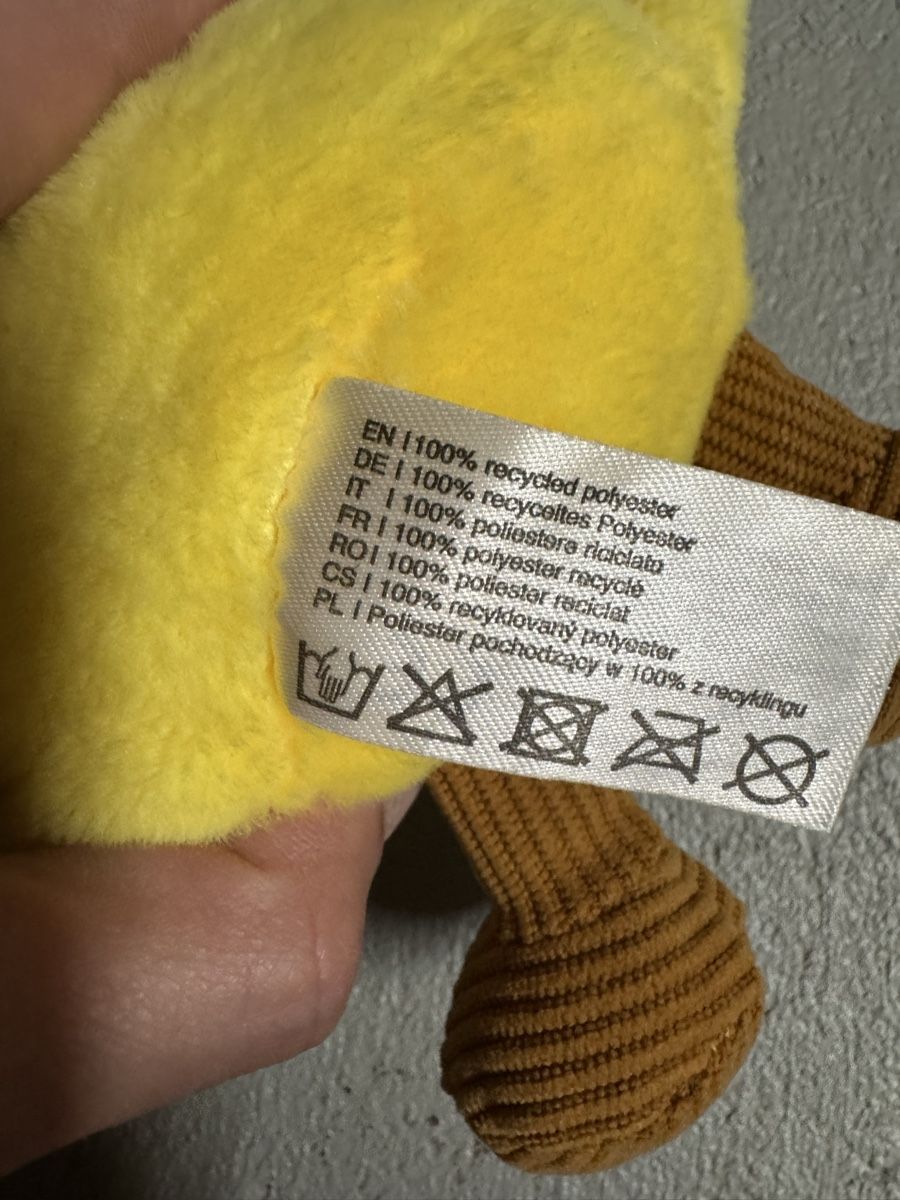 EN | 100% recycled polyester
DE | 100% recyceltes Polyester
IT | 100% poliestere riciclato
FR | 100% polyester recyclé
RO | 100% poliester reciclat
CS | 100% recyklovaný polyester
PL | Poliester pochodzący w 100% z recyklingu